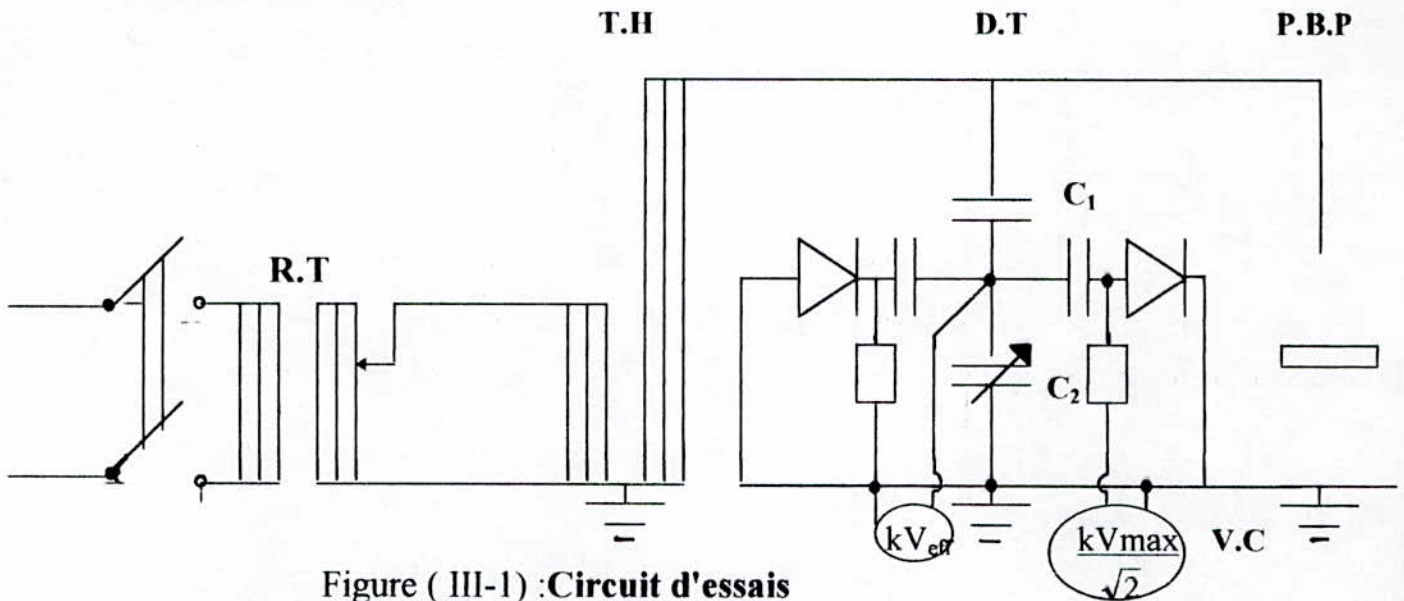 T.H D.T P.B.P
C₁
R.T
C₂
kV_eff
kVmax
√2
V.C
Figure ( III-1) :Circuit d'essais